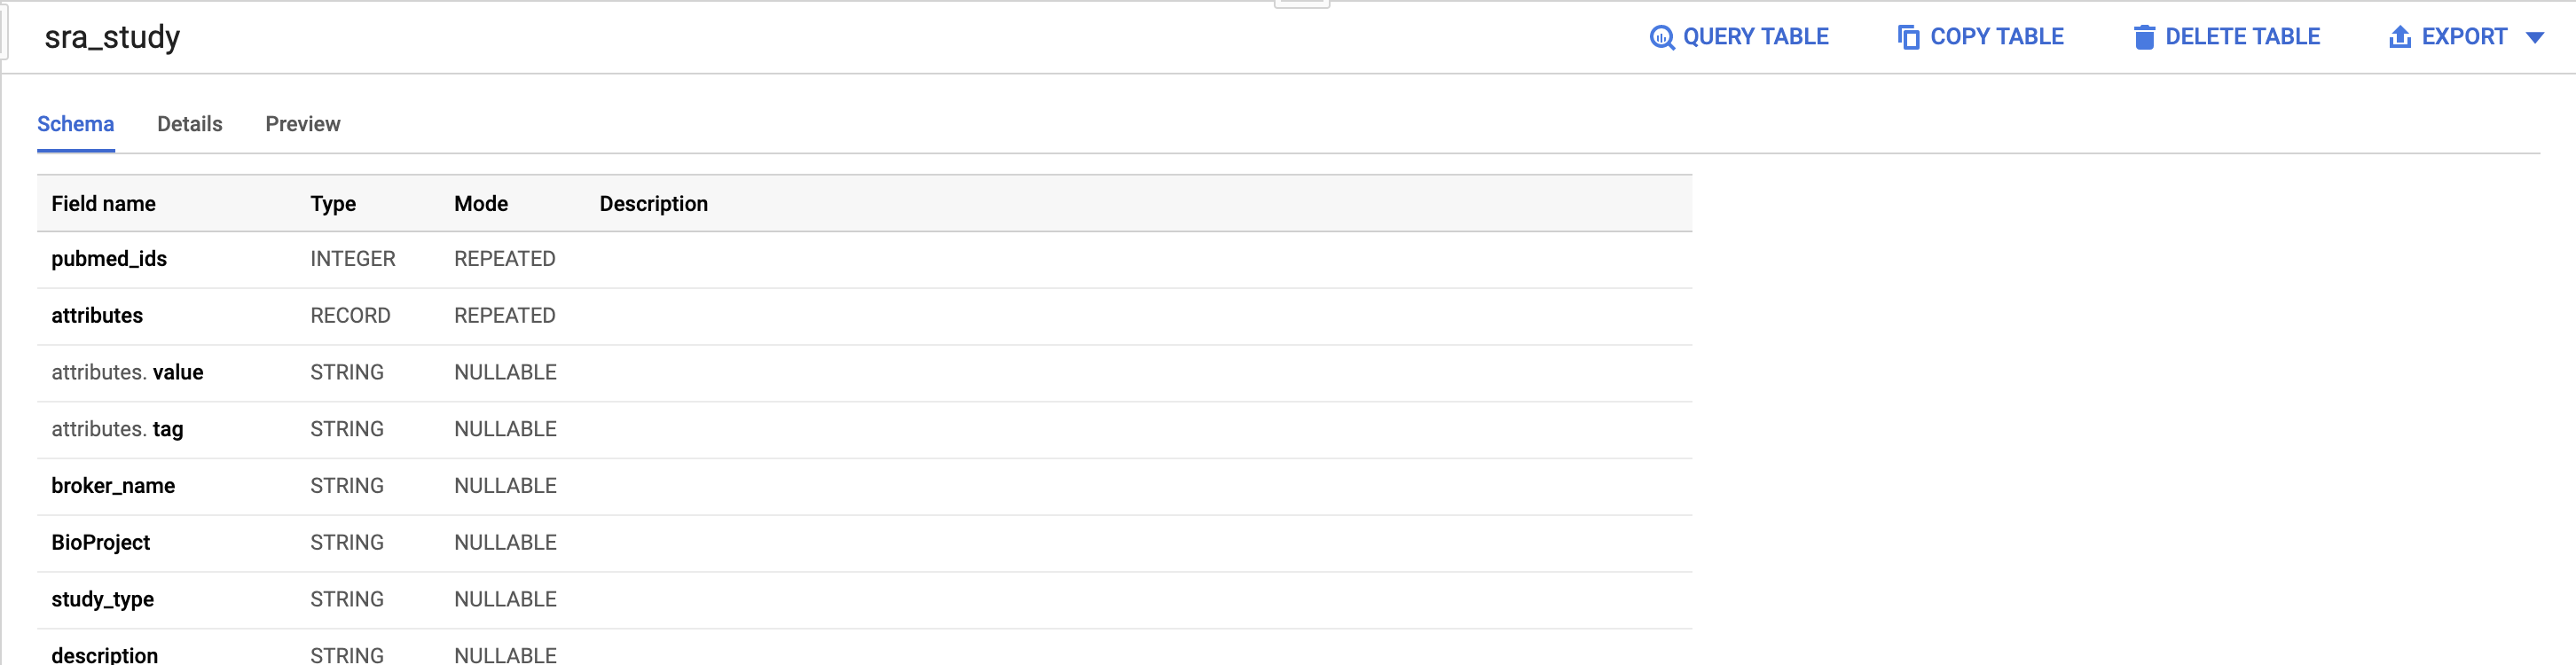 sra_study QUERY TABLE COPY TABLE DELETE TABLE EXPORT
Schema Details Preview
Field name Type Mode Description
pubmed_ids INTEGER REPEATED
attributes RECORD REPEATED
attributes. value STRING NULLABLE
attributes. tag STRING NULLABLE
broker_name STRING NULLABLE
BioProject STRING NULLABLE
study_type STRING NULLABLE
description STRING NULLABLE